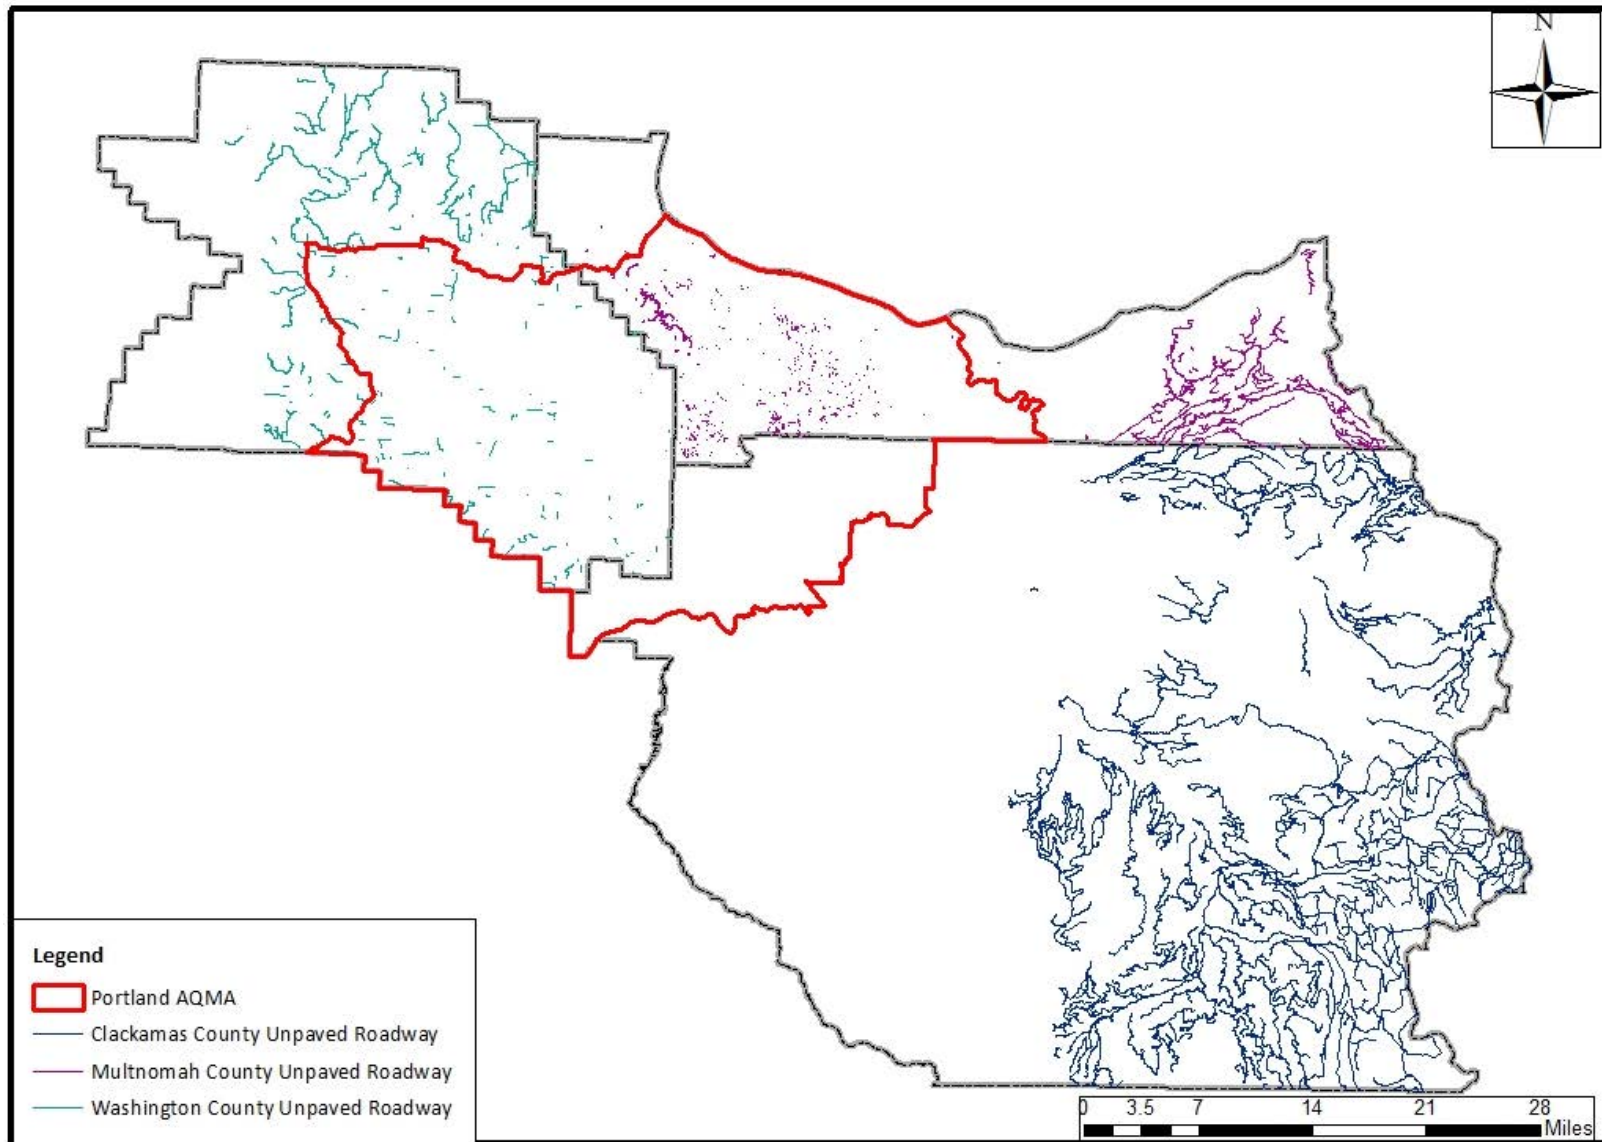 N
Legend
Portland AQMA
Clackamas County Unpaved Roadway
Multnomah County Unpaved Roadway
Washington County Unpaved Roadway
0 3.5 7 14 21 28
Miles